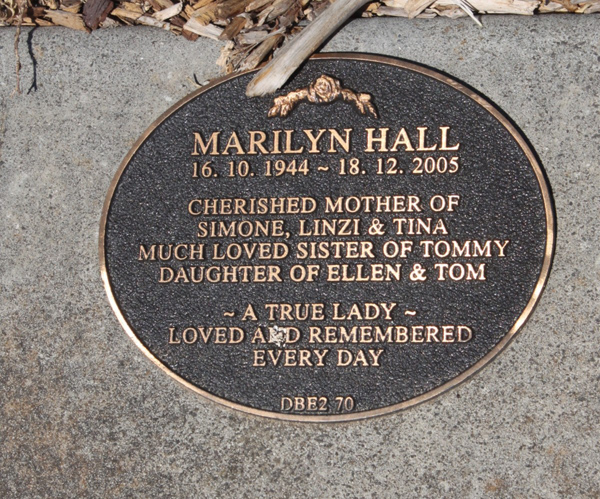 MARILYN HALL
16. 10. 1944 ~ 18. 12. 2005
CHERISHED MOTHER OF
SIMONE, LINZI & TINA
MUCH LOVED SISTER OF TOMMY
DAUGHTER OF ELLEN & TOM
~ A TRUE LADY ~
LOVED AND REMEMBERED
EVERY DAY
DBE2 70